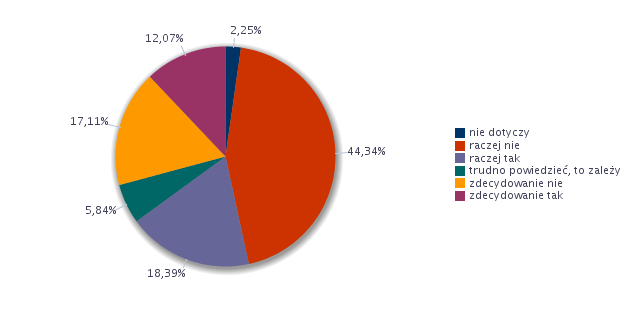 2,25%
12,07%
17,11%
44,34%
5,84%
18,39%
nie dotyczy
raczej nie
raczej tak
trudno powiedzieć, to zależy
zdecydowanie nie
zdecydowanie tak